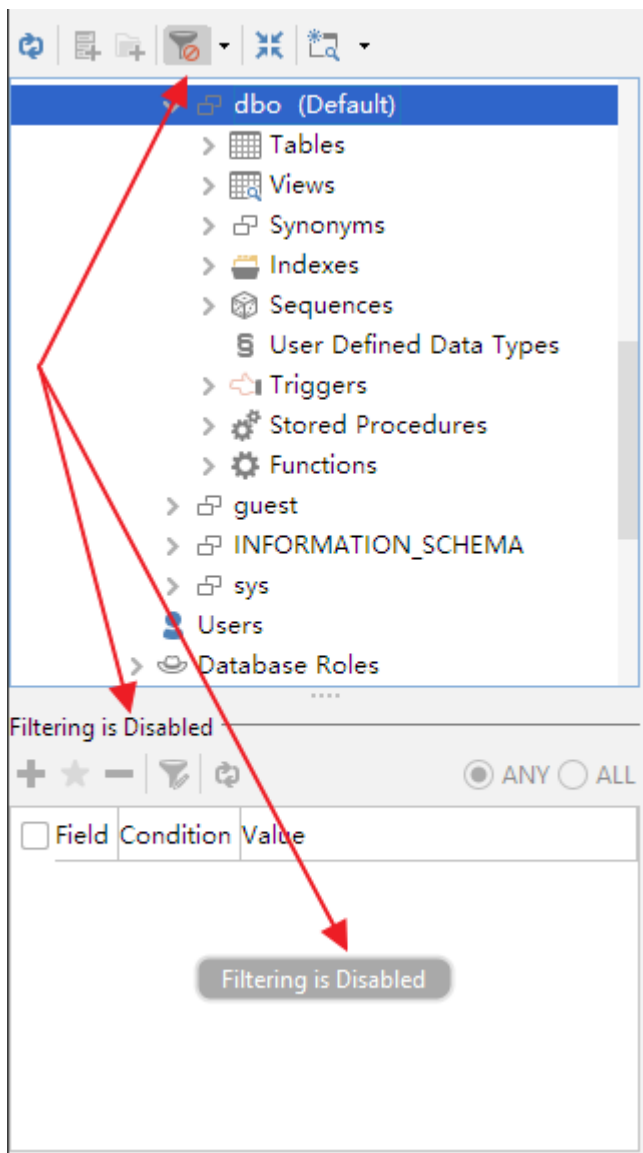 dbo (Default)
Tables
Views
Synonyms
Indexes
Sequences
User Defined Data Types
Triggers
Stored Procedures
Functions
guest
INFORMATION_SCHEMA
sys
Users
Database Roles
Filtering is Disabled
ANY ALL
Field Condition Value
Filtering is Disabled